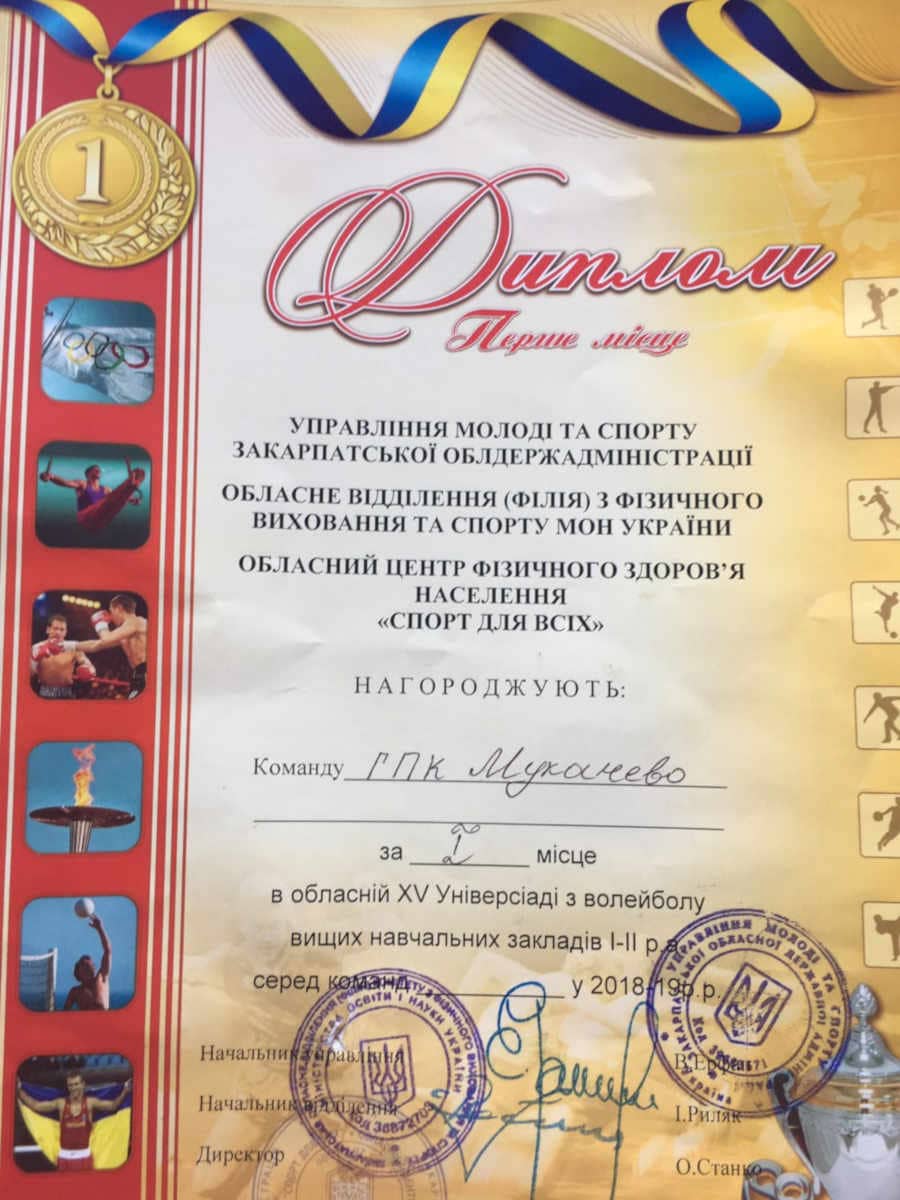 1
Диплом
Перше місце
УПРАВЛІННЯ МОЛОДІ ТА СПОРТУ
ЗАКАРПАТСЬКОЇ ОБЛДЕРЖАДМІНІСТРАЦІЇ
ОБЛАСНЕ ВІДДІЛЕННЯ (ФІЛІЯ) З ФІЗИЧНОГО
ВИХОВАННЯ ТА СПОРТУ МОН УКРАЇНИ
ОБЛАСНИЙ ЦЕНТР ФІЗИЧНОГО ЗДОРОВ’Я
НАСЕЛЕННЯ
«СПОРТ ДЛЯ ВСІХ»
НАГОРОДЖУЮТЬ:
Команду ГПК Мукачево
за I місце
в обласній XV Універсіаді з волейболу
вищих навчальних закладів I-II р.а.
серед команд у 2018-19р.р.
Начальник управління
Начальник відділення І.Риляк
Директор О.Станко